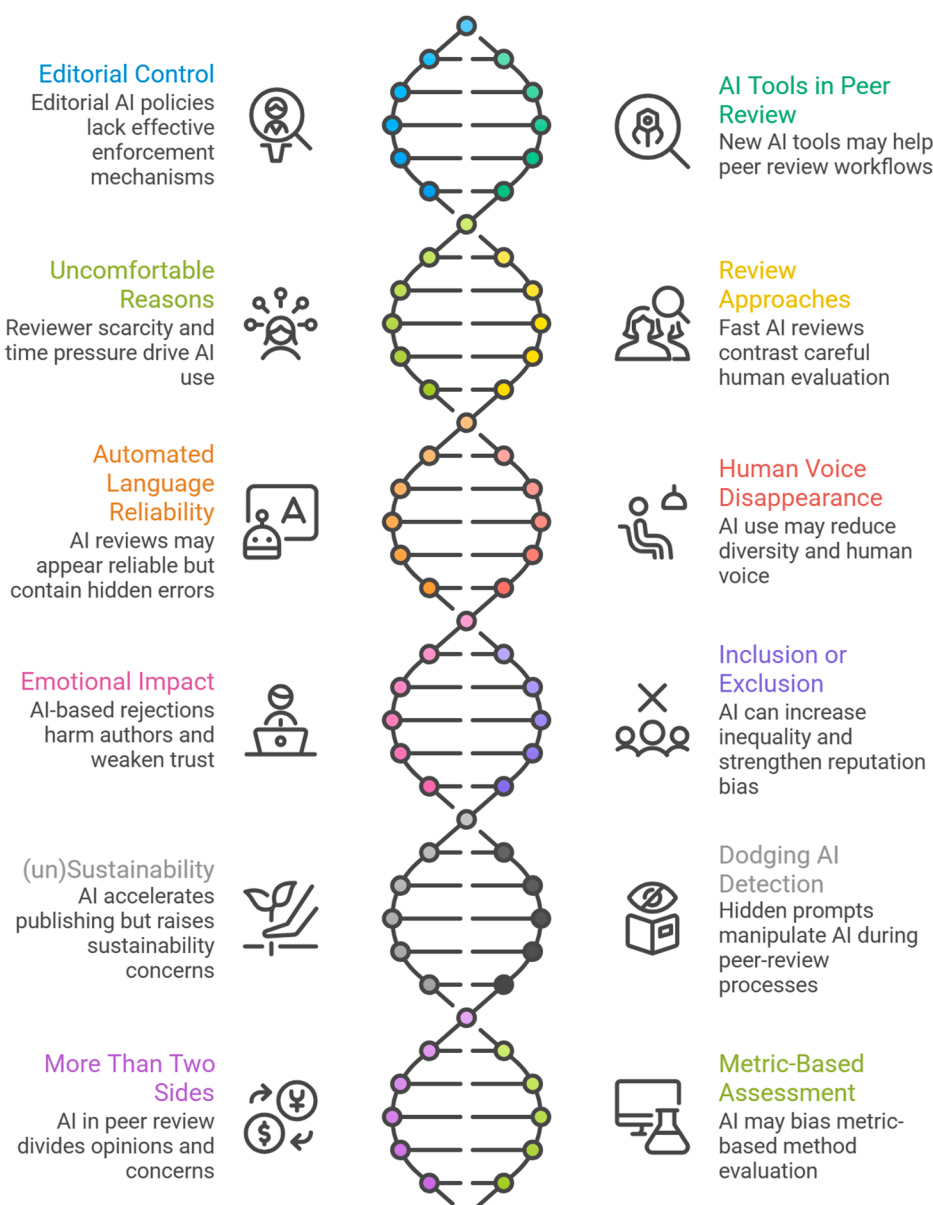 Editorial Control
Editorial AI policies
lack effective
enforcement
mechanisms
AI Tools in Peer
Review
New AI tools may help
peer review workflows
Uncomfortable
Reasons
Reviewer scarcity and
time pressure drive AI
use
Review
Approaches
Fast AI reviews
contrast careful
human evaluation
Automated
Language
Reliability
AI reviews may
appear reliable but
contain hidden errors
A
Human Voice
Disappearance
AI use may reduce
diversity and human
voice
Emotional Impact
AI-based rejections
harm authors and
weaken trust
Inclusion or
Exclusion
AI can increase
inequality and
strengthen reputation
bias
(un)Sustainability
AI accelerates
publishing but raises
sustainability
concerns
Dodging AI
Detection
Hidden prompts
manipulate AI during
peer-review
processes
More Than Two
Sides
AI in peer review
divides opinions and
concerns
¥
$
Metric-Based
Assessment
AI may bias metric-
based method
evaluation